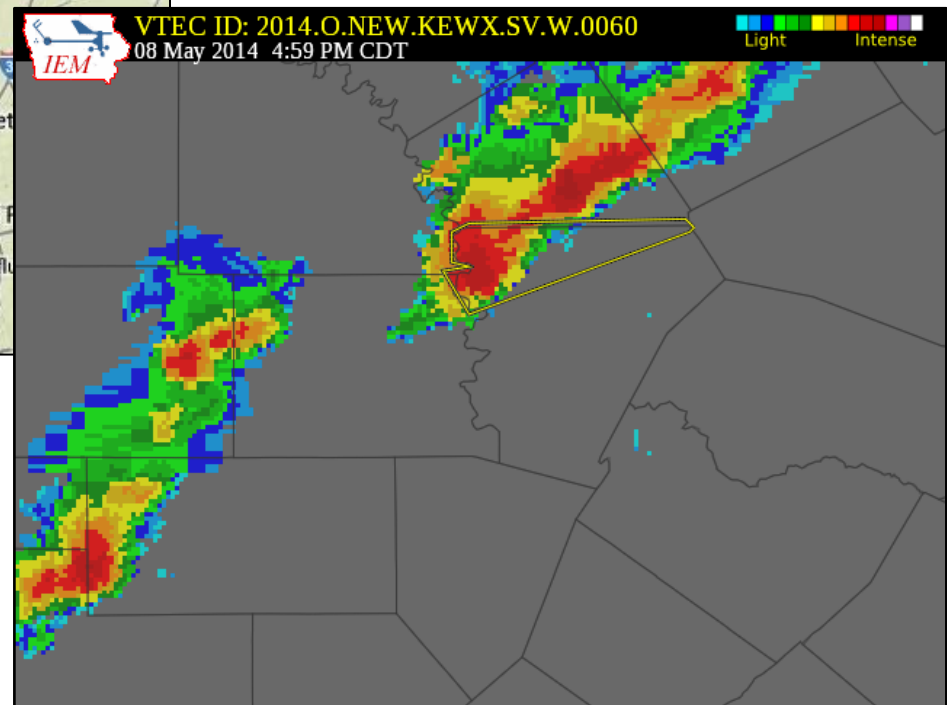 VTEC ID: 2014.O.NEW.KEWX.SV.W.0060
08 May 2014 4:59 PM CDT
IEM
Light
Intense